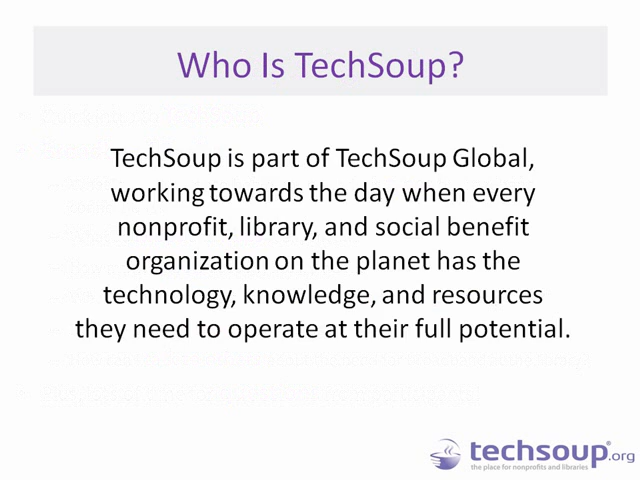 Who Is TechSoup?
TechSoup is part of TechSoup Global,
working towards the day when every
nonprofit, library, and social benefit
organization on the planet has the
technology, knowledge, and resources
they need to operate at their full potential.
techsoup®.org
the place for nonprofits and libraries